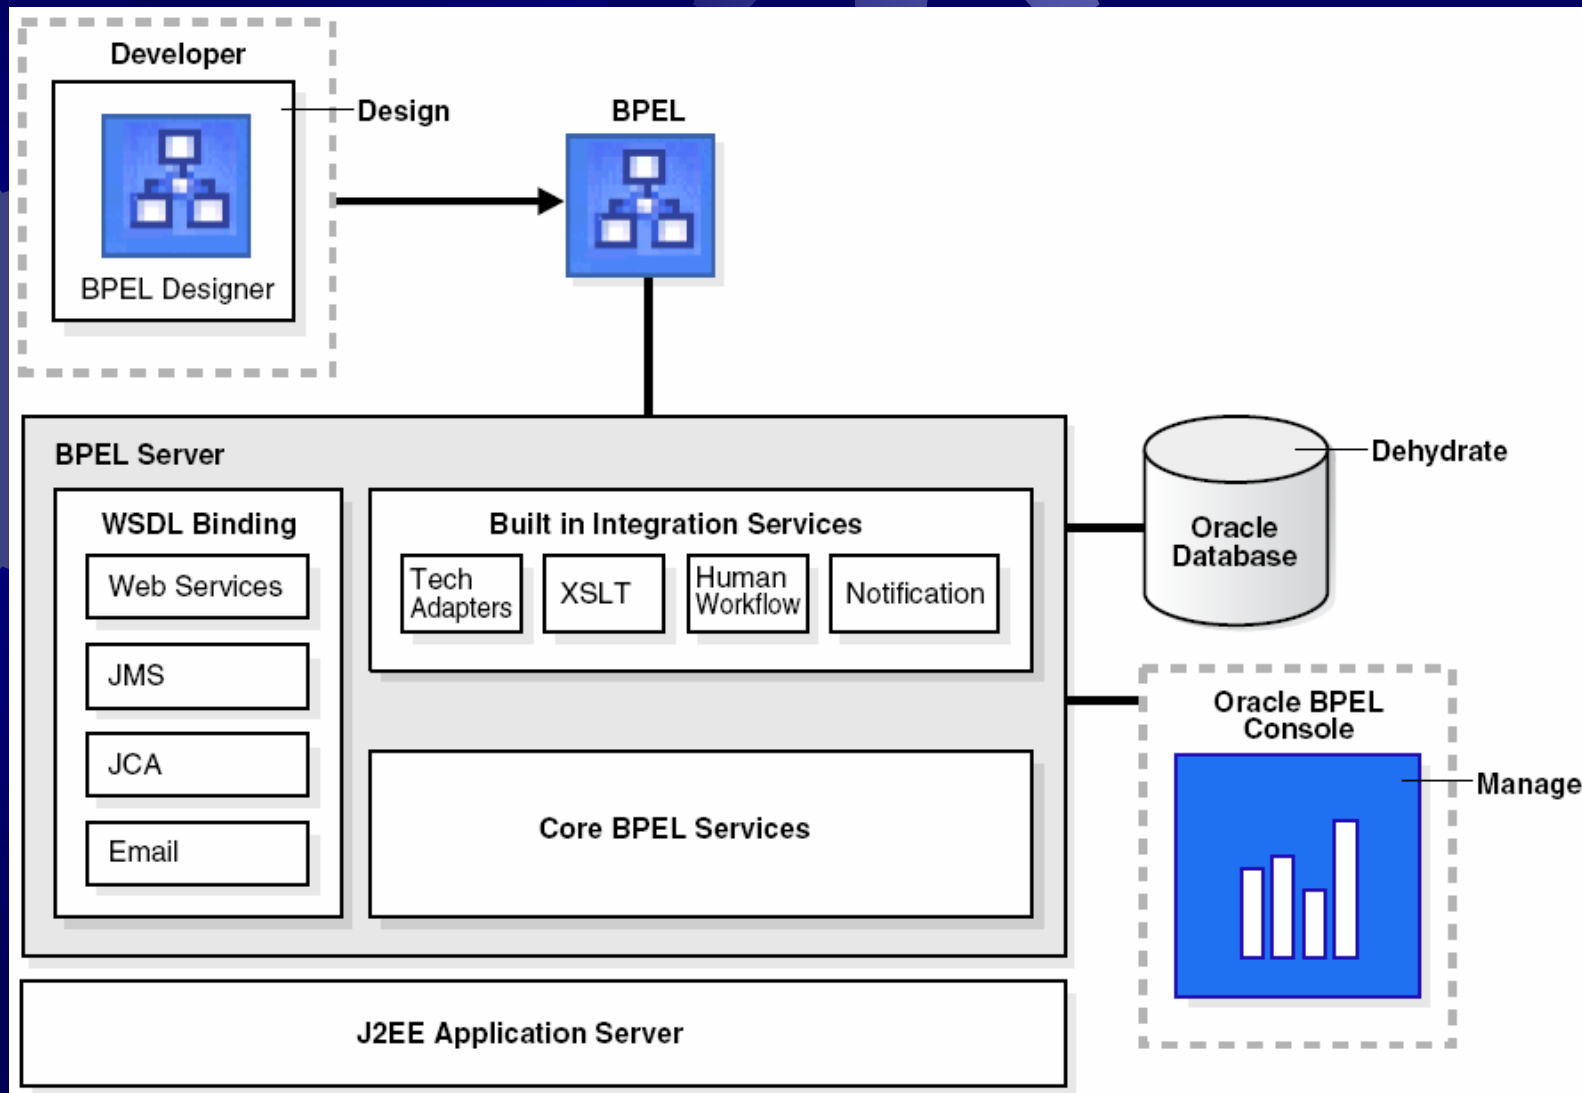 Developer
Design
BPEL
BPEL Designer
BPEL Server
Dehydrate
WSDL Binding
Web Services
JMS
JCA
Email
Built in Integration Services
Tech
Adapters
XSLT
Human
Workflow
Notification
Oracle
Database
Core BPEL Services
Oracle BPEL
Console
Manage
J2EE Application Server